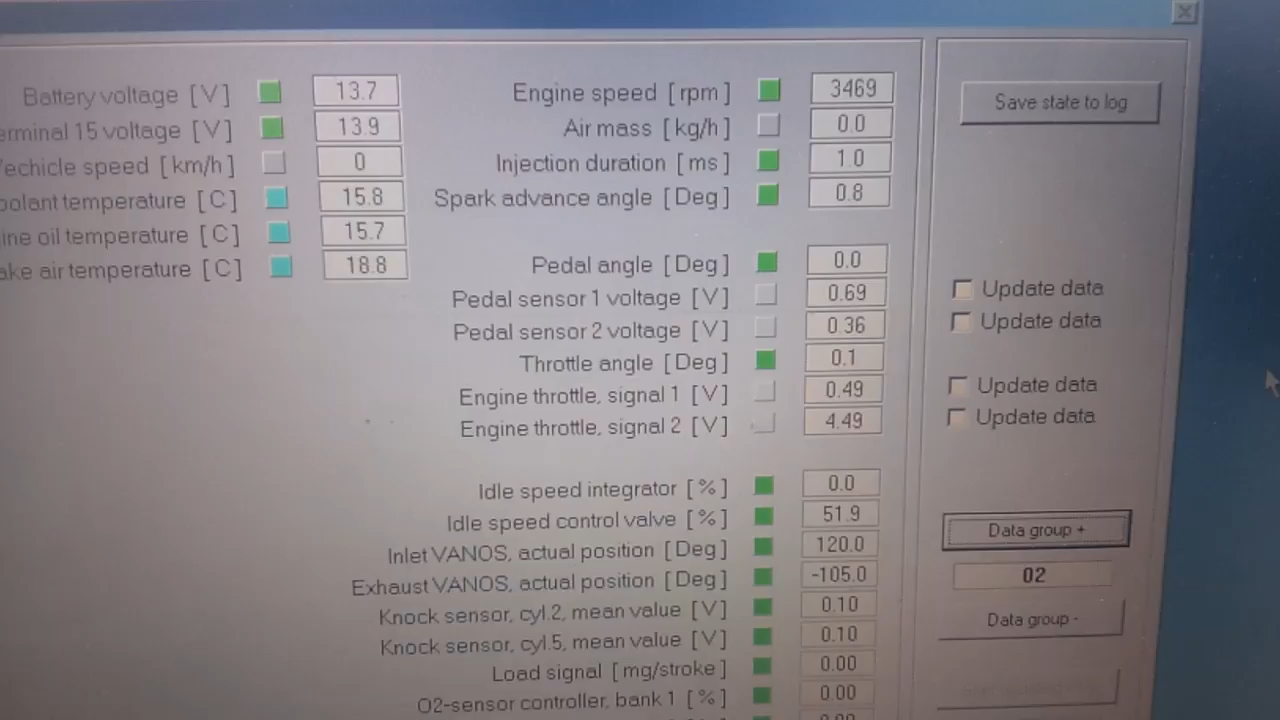 Battery voltage [V] 13.7
erminal 15 voltage [V] 13.9
echicle speed [km/h] 0
oolant temperature [C] 15.8
ine oil temperature [C] 15.7
ake air temperature [C] 18.8
Engine speed [rpm] 3469
Air mass [kg/h] 0.0
Injection duration [ms] 1.0
Spark advance angle [Deg] 0.8
Pedal angle [Deg] 0.0
Pedal sensor 1 voltage [V] 0.69
Pedal sensor 2 voltage [V] 0.36
Throttle angle [Deg] 0.1
Engine throttle, signal 1 [V] 0.49
Engine throttle, signal 2 [V] 4.49
Idle speed integrator [%] 0.0
Idle speed control valve [%] 51.9
Inlet VANOS, actual position [Deg] 120.0
Exhaust VANOS, actual position [Deg] -105.0
Knock sensor, cyl.2, mean value [V] 0.10
Knock sensor, cyl.5, mean value [V] 0.10
Load signal [mg/stroke] 0.00
O2-sensor controller, bank 1 [%] 0.00
Save state to log
Update data
Update data
Update data
Update data
Data group +
02
Data group -